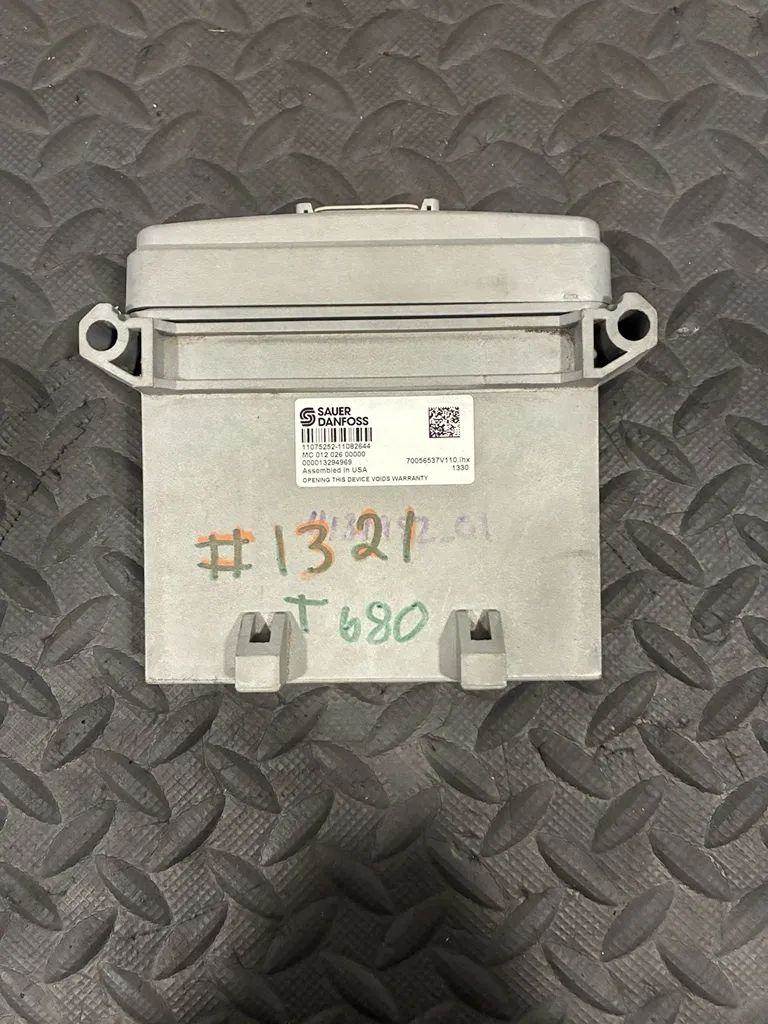 SAUER
DANFOSS
11075252-11082644
MC 012 026 00000
000013294969
70056537V110.ihx
Assembled in USA
1330
OPENING THIS DEVICE VOIDS WARRANTY
#1321
T680